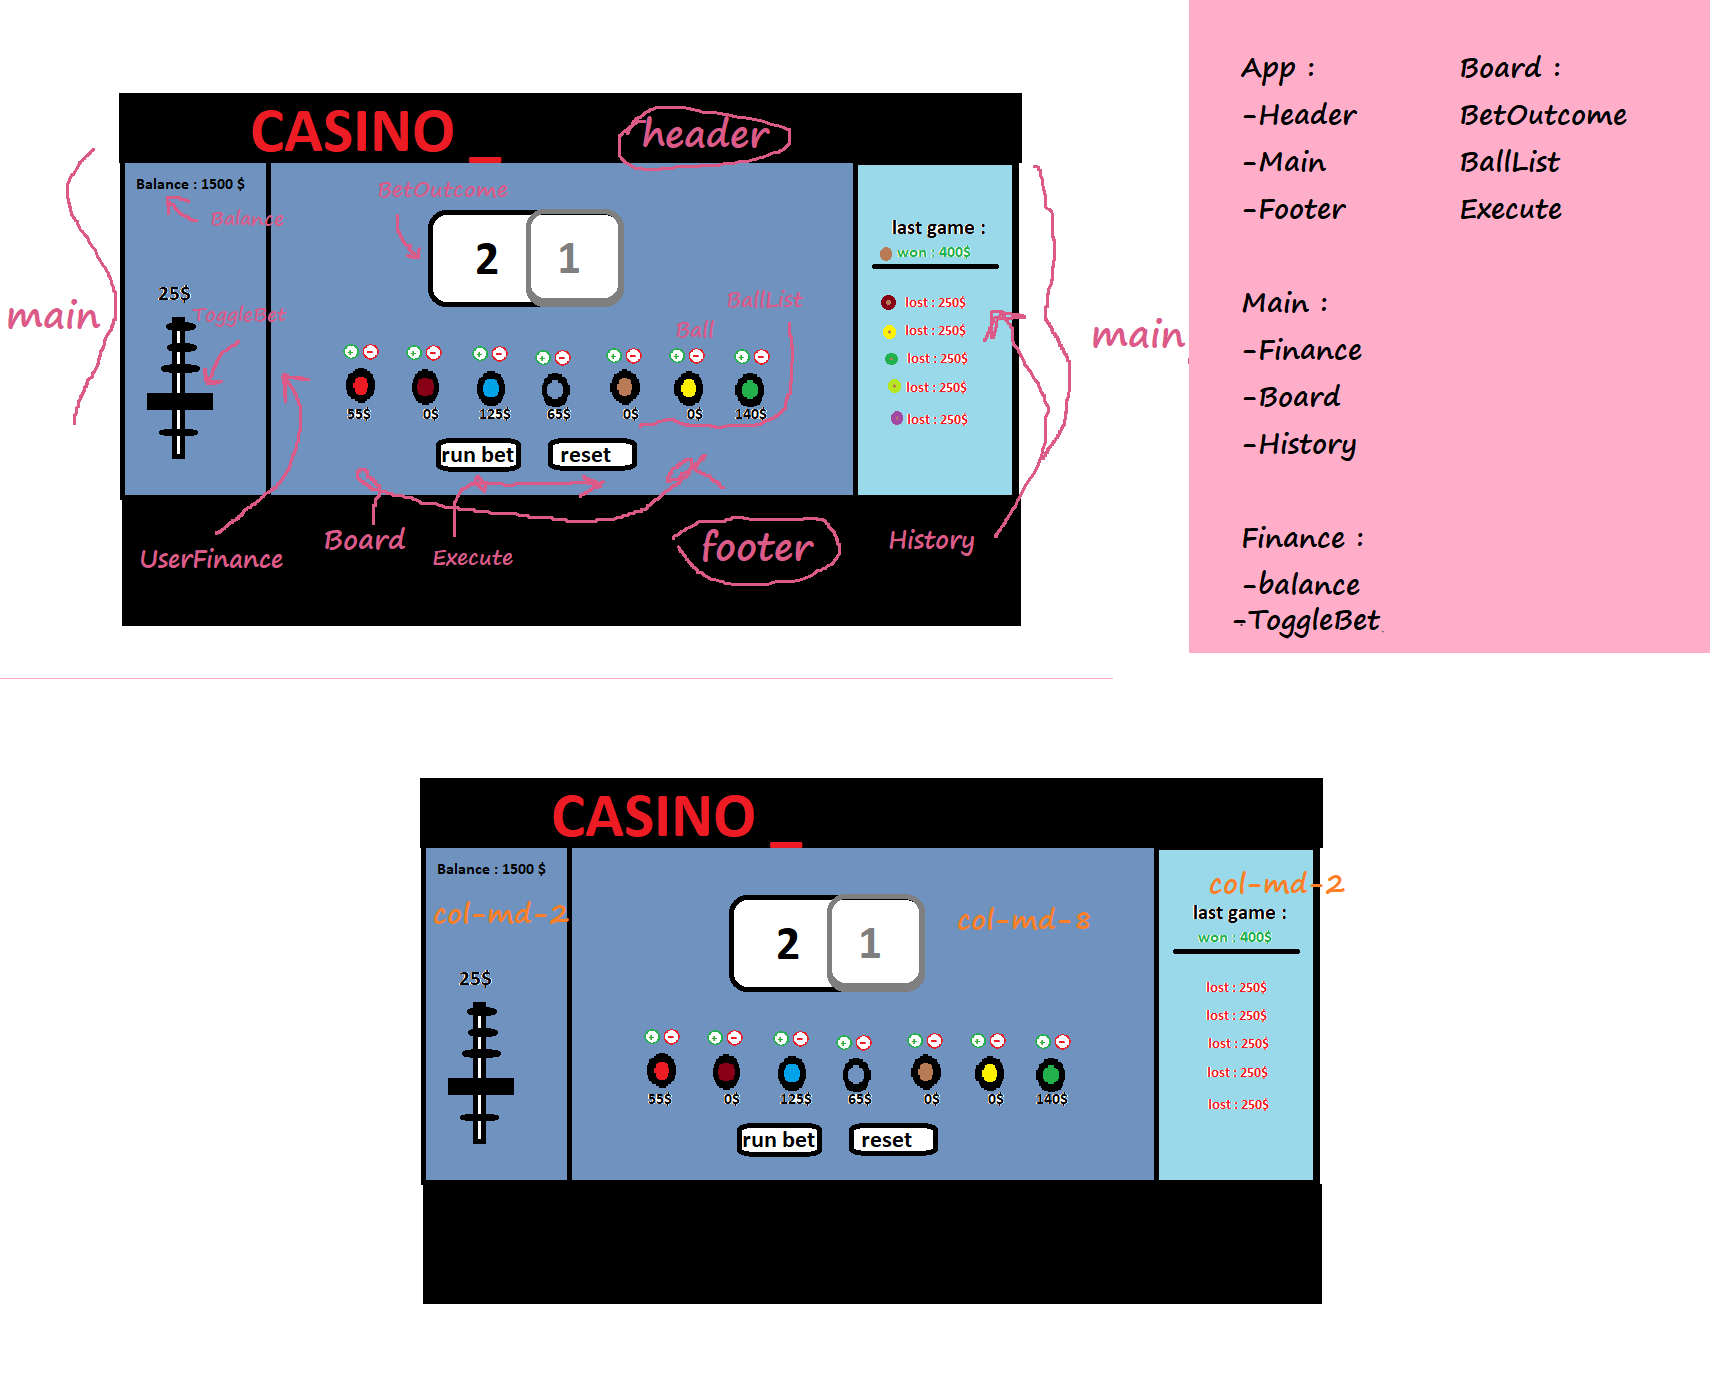 CASINO _
header
Balance : 1500 $
Balance
BetOutcome
2 1
25$
ToggleBet
BallList
Ball
+ - + - + - + - + - + - + -
55$ 0$ 125$ 65$ 0$ 0$ 140$
run bet reset
last game :
won : 400$
lost : 250$
lost : 250$
lost : 250$
lost : 250$
lost : 250$
main
main
UserFinance
Board
Execute
footer
History
App :
-Header
-Main
-Footer
Main :
-Finance
-Board
-History
Finance :
-balance
-ToggleBet
Board :
BetOutcome
BallList
Execute
CASINO _
Balance : 1500 $
col-md-2
25$
2 1
col-md-8
+ - + - + - + - + - + - + -
55$ 0$ 125$ 65$ 0$ 0$ 140$
run bet reset
col-md-2
last game :
won : 400$
lost : 250$
lost : 250$
lost : 250$
lost : 250$
lost : 250$